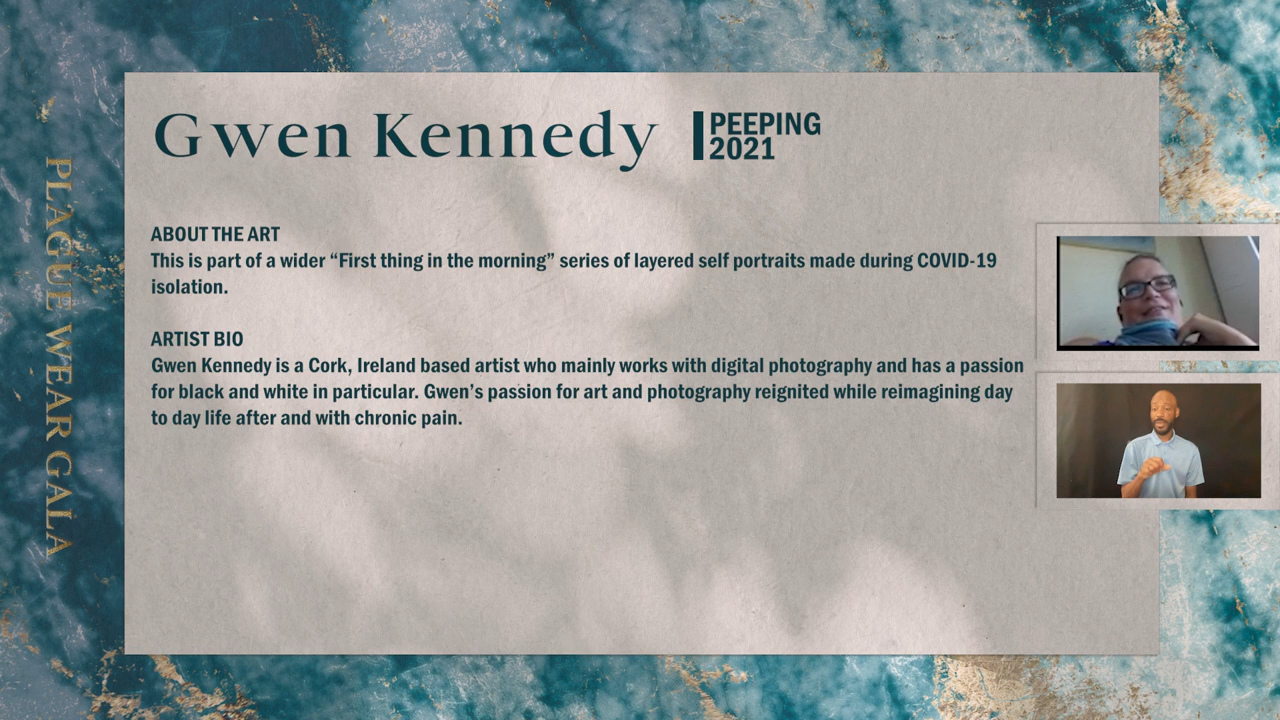 Gwen Kennedy
PEEPING
2021
ABOUT THE ART
This is part of a wider “First thing in the morning” series of layered self portraits made during COVID-19
isolation.
ARTIST BIO
Gwen Kennedy is a Cork, Ireland based artist who mainly works with digital photography and has a passion
for black and white in particular. Gwen’s passion for art and photography reignited while reimagining day
to day life after and with chronic pain.
PLAGUE WEAR GALA